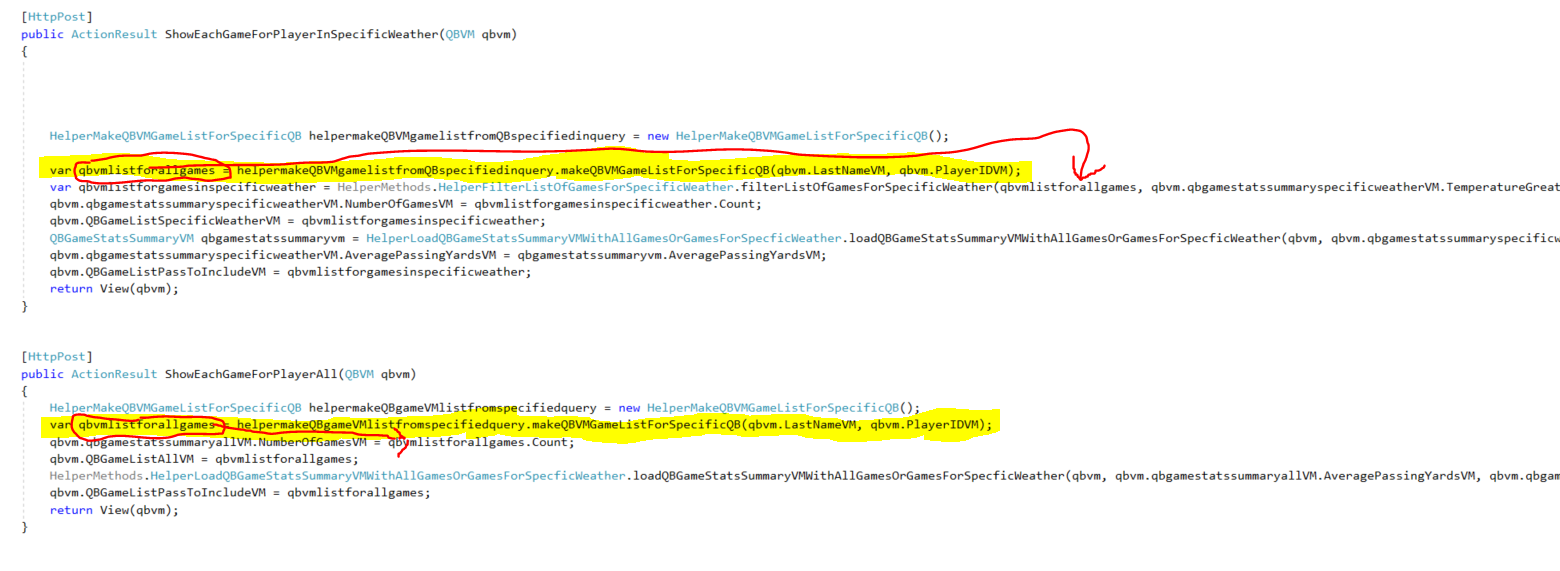 [HttpPost]
public ActionResult ShowEachGameForPlayerInSpecificWeather(QBVM qbvm)
{
HelperMakeQBVMGameListForSpecificQB helpermakeQBVMgamelistfromQBspecifiedinquery = new HelperMakeQBVMGameListForSpecificQB();
var qbvmlistforallgames = helpermakeQBVMgamelistfromQBspecifiedinquery.makeQBVMGameListForSpecificQB(qbvm.LastNameVM, qbvm.PlayerIDVM);
var qbvmlistforgamesinspecificweather = HelperMethods.HelperFilterListOfGamesForSpecificWeather.filterListOfGamesForSpecificWeather(qbvmlistforallgames, qbvm.qbgamestatssummaryspecificweatherVM.TemperatureGreat
qbvm.qbgamestatssummaryspecificweatherVM.NumberOfGamesVM = qbvmlistforgamesinspecificweather.Count;
qbvm.QBGameListSpecificWeatherVM = qbvmlistforgamesinspecificweather;
QBGameStatsSummaryVM qbgamestatssummaryvm = HelperLoadQBGameStatsSummaryVMWithAllGamesOrGamesForSpecficWeather.loadQBGameStatsSummaryVMWithAllGamesOrGamesForSpecficWeather(qbvm, qbvm.qbgamestatssummaryspecificw
qbvm.qbgamestatssummaryspecificweatherVM.AveragePassingYardsVM = qbgamestatssummaryvm.AveragePassingYardsVM;
qbvm.QBGameListPassToIncludeVM = qbvmlistforgamesinspecificweather;
return View(qbvm);
}
[HttpPost]
public ActionResult ShowEachGameForPlayerAll(QBVM qbvm)
{
HelperMakeQBVMGameListForSpecificQB helpermakeQBgameVMlistfromspecifiedquery = new HelperMakeQBVMGameListForSpecificQB();
var qbvmlistforallgames = helpermakeQBgameVMlistfromspecifiedquery.makeQBVMGameListForSpecificQB(qbvm.LastNameVM, qbvm.PlayerIDVM);
qbvm.qbgamestatssummaryallVM.NumberOfGamesVM = qbvmlistforallgames.Count;
qbvm.QBGameListAllVM = qbvmlistforallgames;
HelperMethods.HelperLoadQBGameStatsSummaryVMWithAllGamesOrGamesForSpecficWeather.loadQBGameStatsSummaryVMWithAllGamesOrGamesForSpecficWeather(qbvm, qbvm.qbgamestatssummaryallVM.AveragePassingYardsVM, qbvm.qbgam
qbvm.QBGameListPassToIncludeVM = qbvmlistforallgames;
return View(qbvm);
}